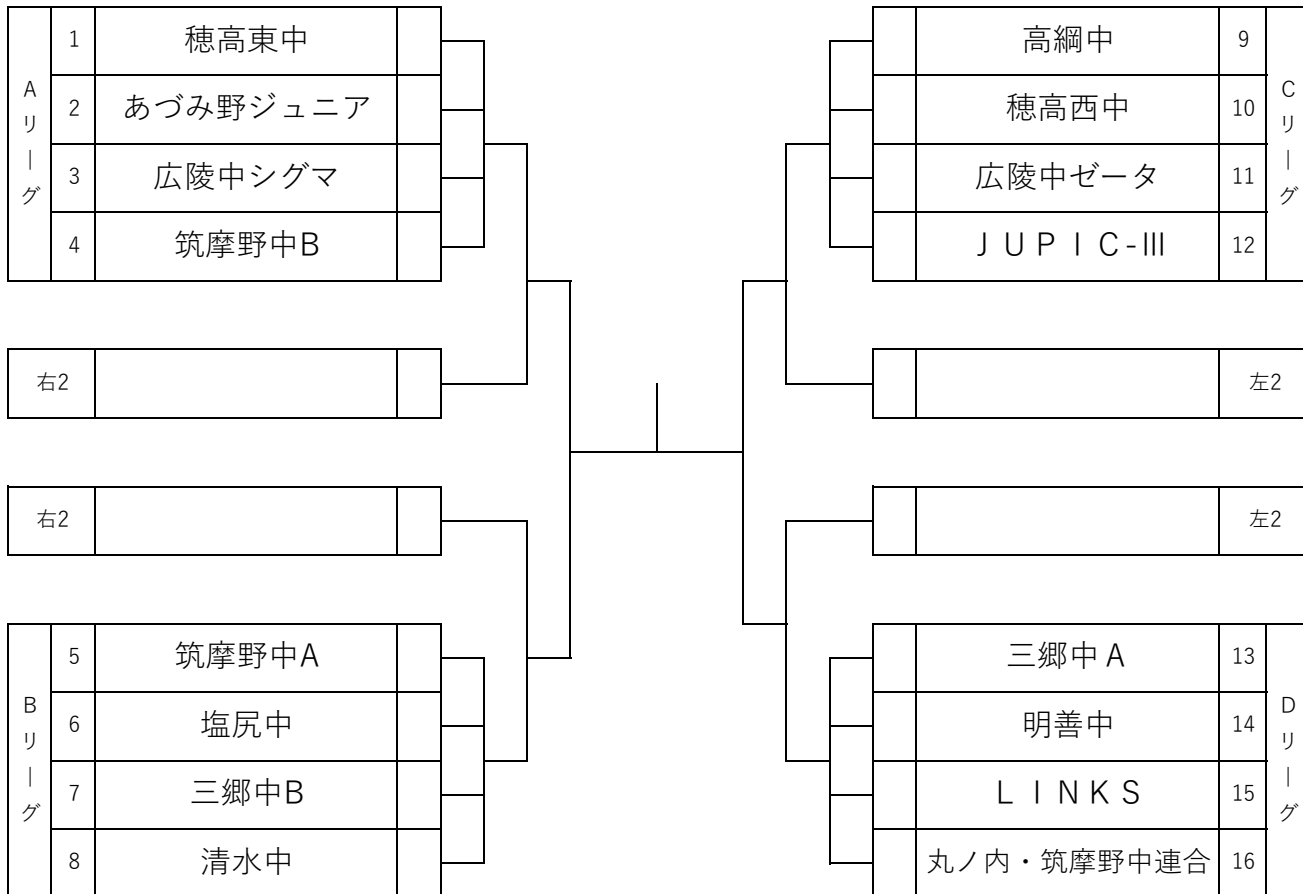 Aリーグ
1 穂高東中
2 あづみ野ジュニア
3 広陵中シグマ
4 筑摩野中B
右2
右2
Bリーグ
5 筑摩野中A
6 塩尻中
7 三郷中B
8 清水中
高綱中 9
穂高西中 10
広陵中ゼータ 11
ＪＵＰＩＣ-Ⅲ 12
Cリーグ
左2
左2
三郷中Ａ 13
明善中 14
ＬＩＮＫＳ 15
丸ノ内・筑摩野中連合 16
Dリーグ